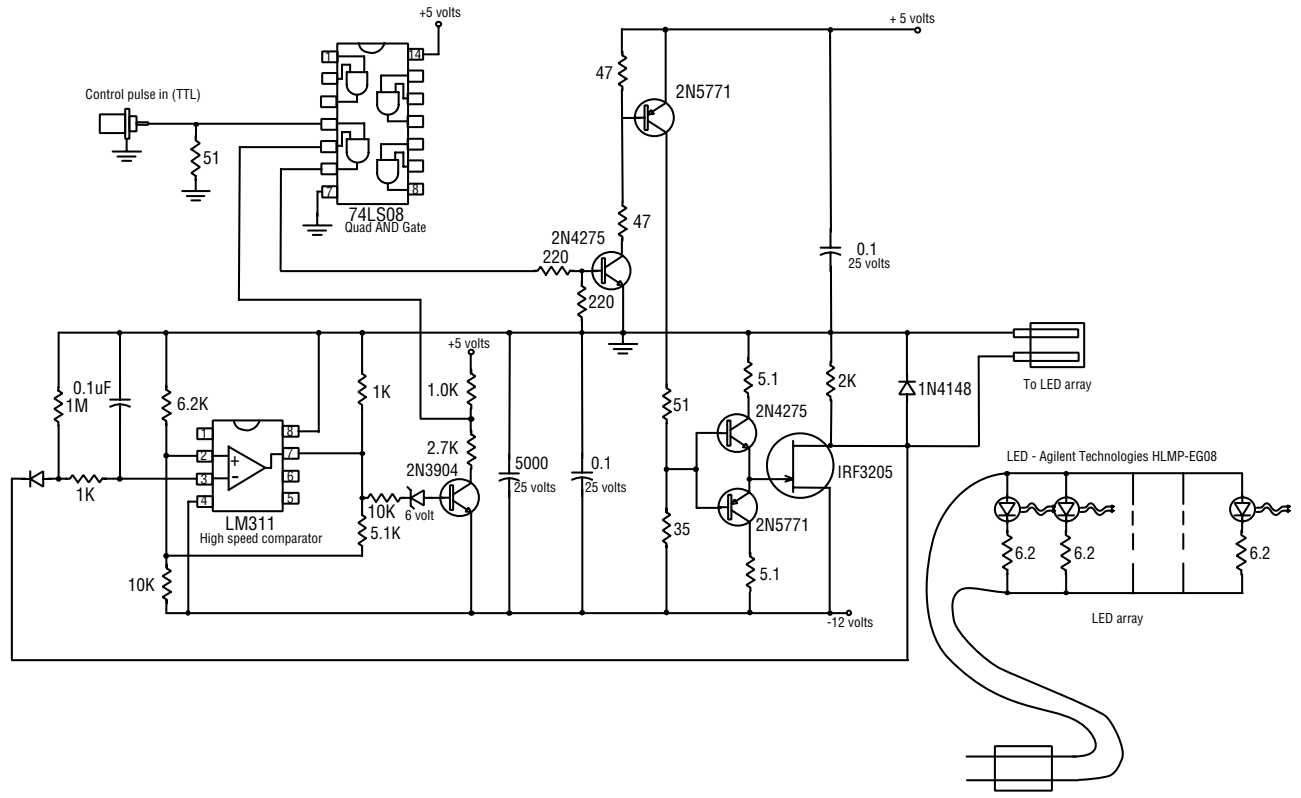 +5 volts
+ 5 volts
1
14
47
2N5771
Control pulse in (TTL)
51
7
8
74LS08
Quad AND Gate
47
2N4275
220
220
0.1
25 volts
+5 volts
To LED array
0.1uF
1M
6.2K
1K
1.0K
5.1
2K
1N4148
51
2N4275
1
8
2
+
7
3
-
6
4
5
1K
LM311
High speed comparator
2.7K
2N3904
10K
6 volt
5.1K
5000
25 volts
0.1
25 volts
IRF3205
35
2N5771
5.1
10K
-12 volts
LED - Agilent Technologies HLMP-EG08
6.2
6.2
6.2
LED array